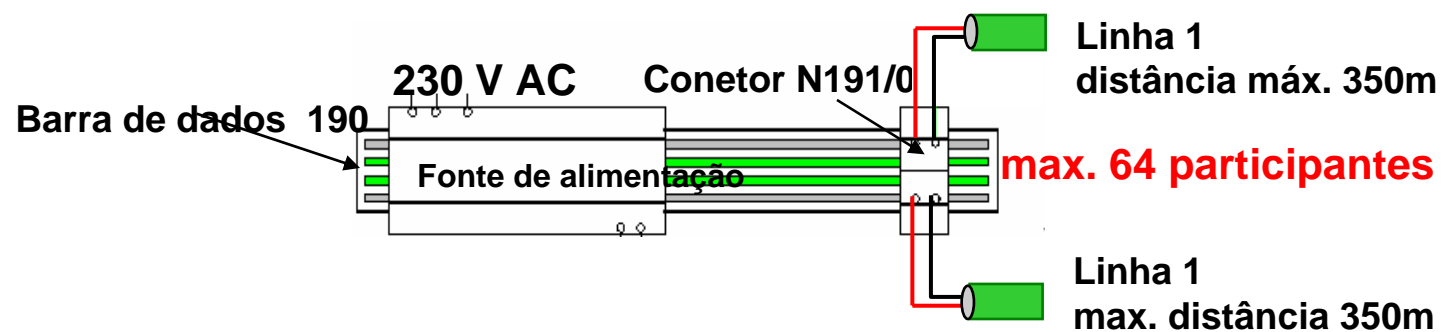 Linha 1
distância máx. 350m
230 V AC
Conetor N191/0
Barra de dados 190
max. 64 participantes
Fonte de alimentação
Linha 1
max. distância 350m